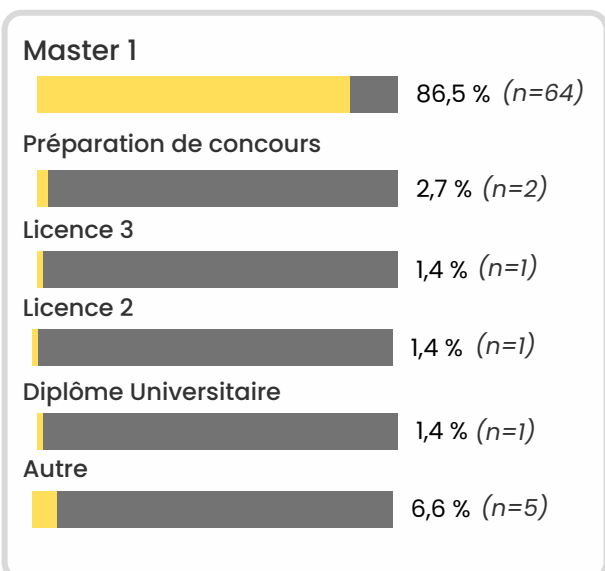 Master 1
86,5 % (n=64)
Préparation de concours
2,7 % (n=2)
Licence 3
1,4 % (n=1)
Licence 2
1,4 % (n=1)
Diplôme Universitaire
1,4 % (n=1)
Autre
6,6 % (n=5)